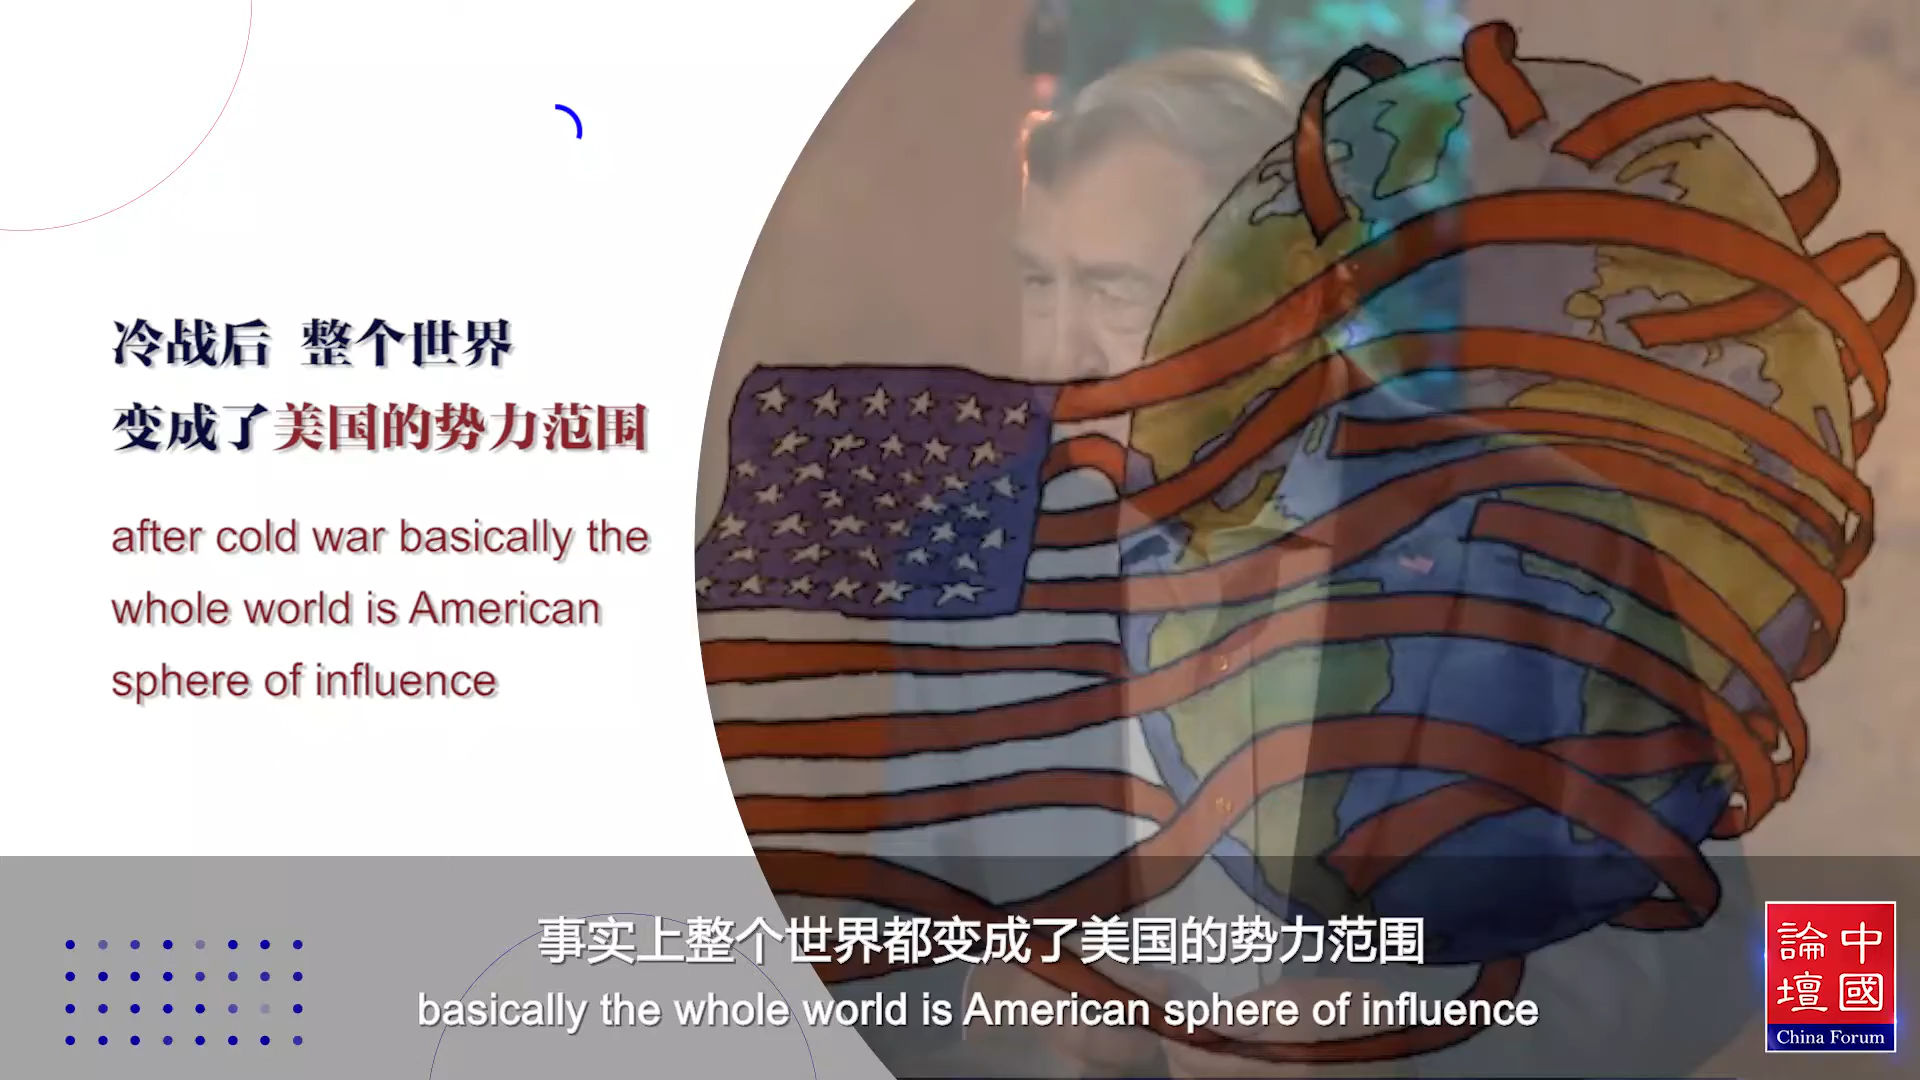 冷战后 整个世界
变成了美国的势力范围
after cold war basically the
whole world is American
sphere of influence
事实上整个世界都变成了美国的势力范围
basically the whole world is American sphere of influence
中國
論壇
China Forum